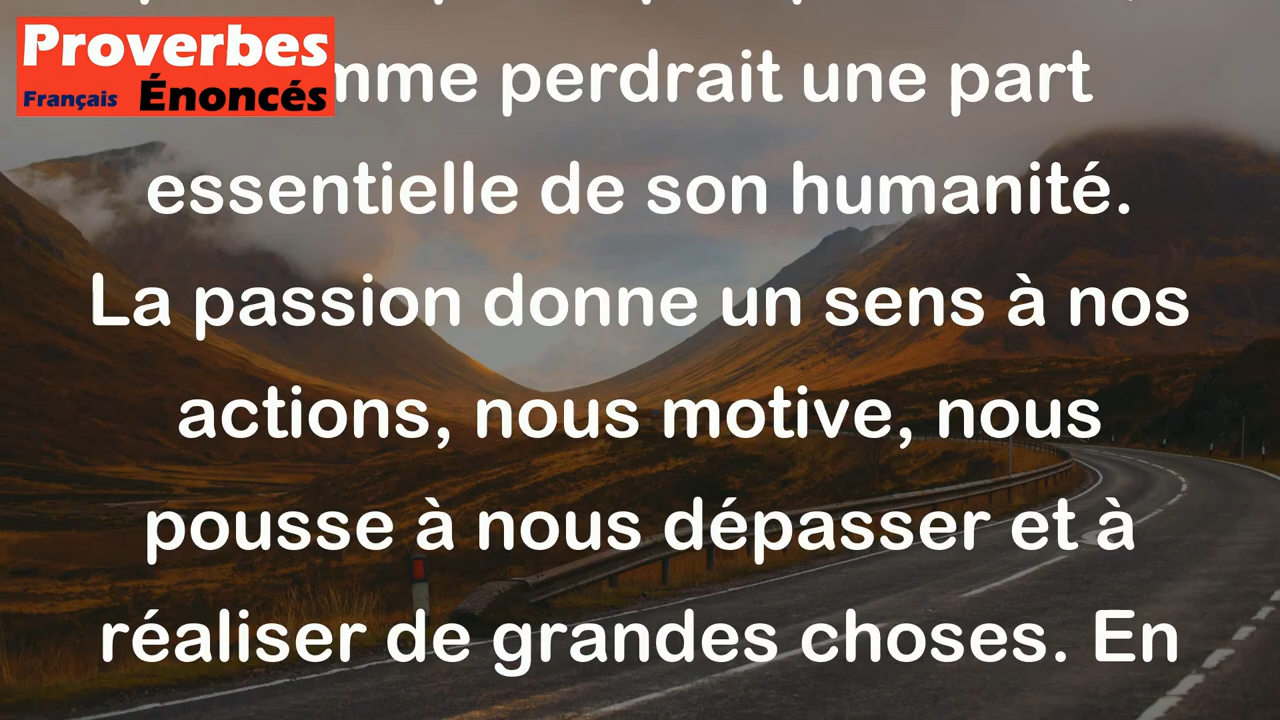 Proverbes
Français Énoncés
mme perdrait une part
essentielle de son humanité.
La passion donne un sens à nos
actions, nous motive, nous
pousse à nous dépasser et à
réaliser de grandes choses. En